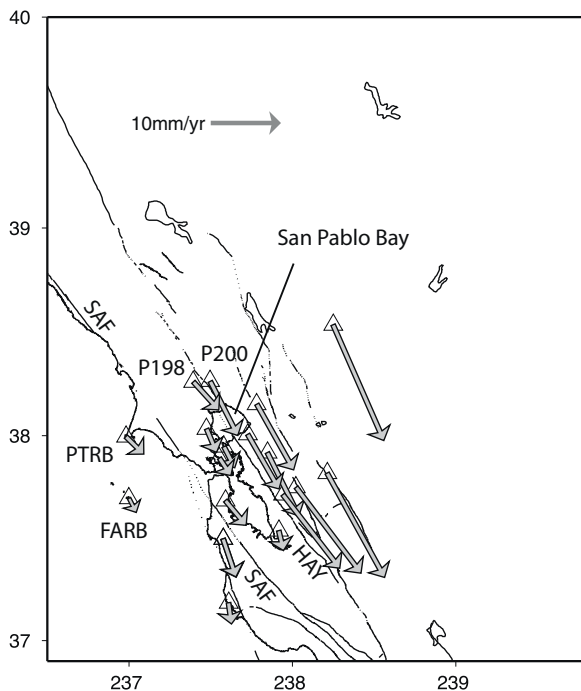 40
10mm/yr
39
San Pablo Bay
SAF
P198
P200
38
PTRB
FARB
HAY
SAF
37
237
238
239